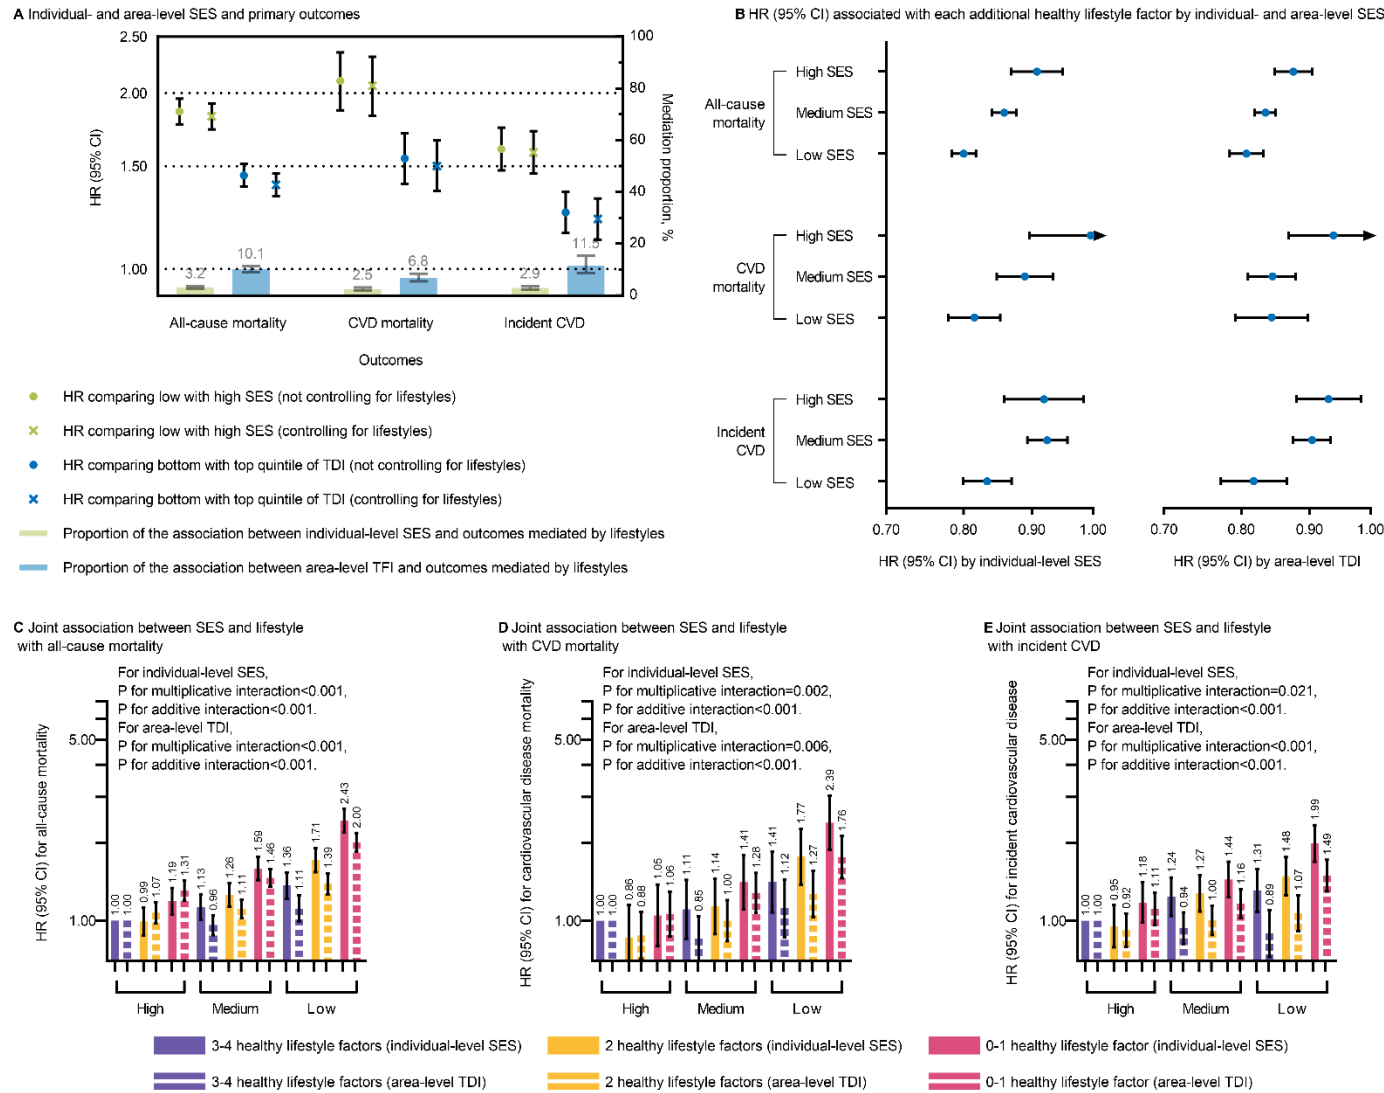 A Individual- and area-level SES and primary outcomes
2.50
2.00
1.50
1.00
HR (95% CI)
100
80
60
40
20
0
Mediation proportion, %
3.2
10.1
2.5
6.8
2.9
11.5
All-cause mortality
CVD mortality
Incident CVD
Outcomes
HR comparing low with high SES (not controlling for lifestyles)
HR comparing low with high SES (controlling for lifestyles)
HR comparing bottom with top quintile of TDI (not controlling for lifestyles)
HR comparing bottom with top quintile of TDI (controlling for lifestyles)
Proportion of the association between individual-level SES and outcomes mediated by lifestyles
Proportion of the association between area-level TFI and outcomes mediated by lifestyles
B HR (95% CI) associated with each additional healthy lifestyle factor by individual- and area-level SES
All-cause
mortality
High SES
Medium SES
Low SES
CVD
mortality
High SES
Medium SES
Low SES
Incident
CVD
High SES
Medium SES
Low SES
0.70
0.80
0.90
1.00
HR (95% CI) by individual-level SES
0.70
0.80
0.90
1.00
HR (95% CI) by area-level TDI
C Joint association between SES and lifestyle
with all-cause mortality
For individual-level SES,
P for multiplicative interaction<0.001,
P for additive interaction<0.001.
For area-level TDI,
P for multiplicative interaction<0.001,
P for additive interaction<0.001.
HR (95% CI) for all-cause mortality
5.00
1.00
1.00
1.00
0.99
1.07
1.19
1.31
1.13
0.96
1.26
1.11
1.59
1.46
1.36
1.11
1.71
1.39
2.43
2.00
High
Medium
Low
D Joint association between SES and lifestyle
with CVD mortality
For individual-level SES,
P for multiplicative interaction=0.002,
P for additive interaction<0.001.
For area-level TDI,
P for multiplicative interaction=0.006,
P for additive interaction<0.001.
HR (95% CI) for cardiovascular disease mortality
5.00
1.00
1.00
1.00
0.86
0.88
1.05
1.06
1.11
0.85
1.14
1.00
1.41
1.28
1.41
1.12
1.77
1.27
2.39
1.76
High
Medium
Low
E Joint association between SES and lifestyle
with incident CVD
For individual-level SES,
P for multiplicative interaction=0.021,
P for additive interaction<0.001.
For area-level TDI,
P for multiplicative interaction<0.001,
P for additive interaction<0.001.
HR (95% CI) for incident cardiovascular disease
5.00
1.00
1.00
1.00
0.95
0.92
1.18
1.11
1.24
0.94
1.27
1.00
1.44
1.16
1.31
0.89
1.48
1.07
1.99
1.49
High
Medium
Low
3-4 healthy lifestyle factors (individual-level SES)
2 healthy lifestyle factors (individual-level SES)
0-1 healthy lifestyle factor (individual-level SES)
3-4 healthy lifestyle factors (area-level TDI)
2 healthy lifestyle factors (area-level TDI)
0-1 healthy lifestyle factor (area-level TDI)